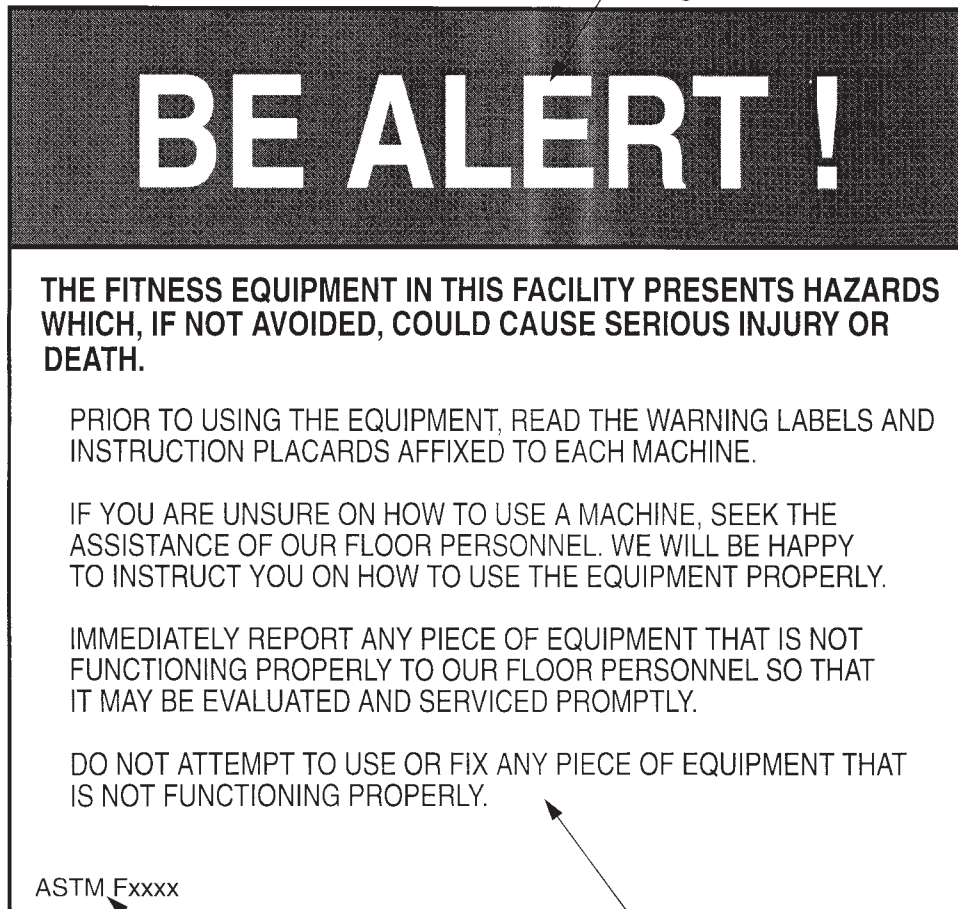 BE ALERT !
THE FITNESS EQUIPMENT IN THIS FACILITY PRESENTS HAZARDS
WHICH, IF NOT AVOIDED, COULD CAUSE SERIOUS INJURY OR
DEATH.
PRIOR TO USING THE EQUIPMENT, READ THE WARNING LABELS AND
INSTRUCTION PLACARDS AFFIXED TO EACH MACHINE.
IF YOU ARE UNSURE ON HOW TO USE A MACHINE, SEEK THE
ASSISTANCE OF OUR FLOOR PERSONNEL. WE WILL BE HAPPY
TO INSTRUCT YOU ON HOW TO USE THE EQUIPMENT PROPERLY.
IMMEDIATELY REPORT ANY PIECE OF EQUIPMENT THAT IS NOT
FUNCTIONING PROPERLY TO OUR FLOOR PERSONNEL SO THAT
IT MAY BE EVALUATED AND SERVICED PROMPTLY.
DO NOT ATTEMPT TO USE OR FIX ANY PIECE OF EQUIPMENT THAT
IS NOT FUNCTIONING PROPERLY.
ASTM Fxxxx